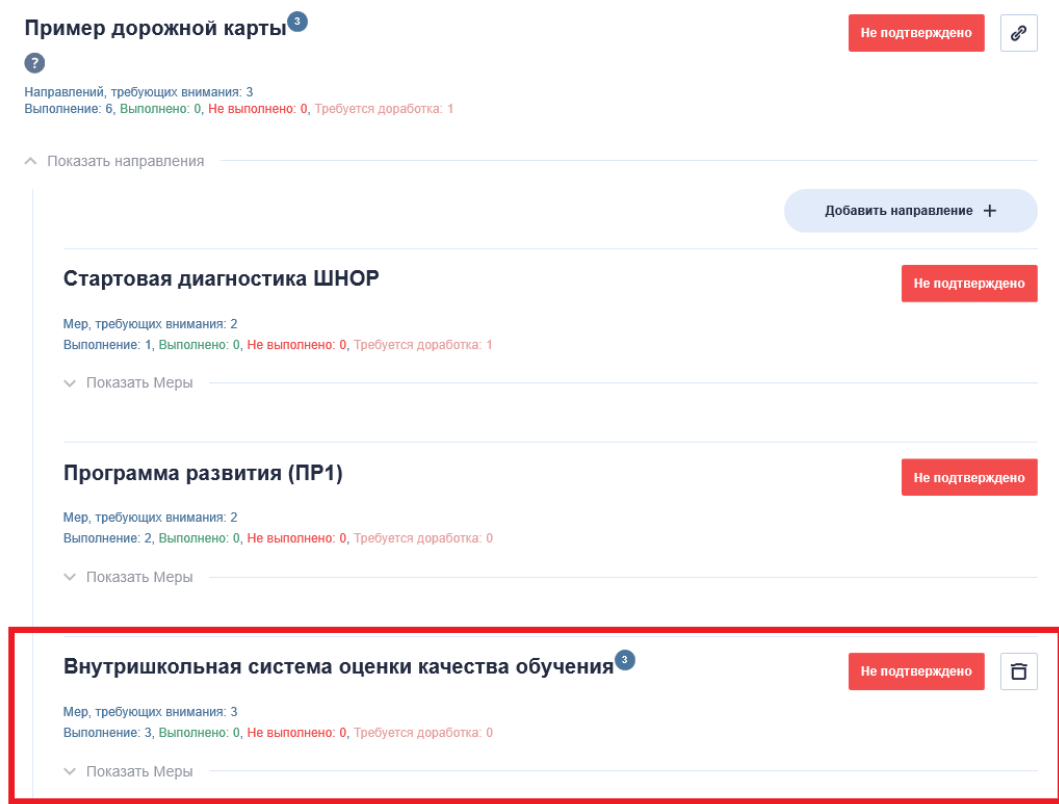 Пример дорожной карты 3
Не подтверждено
?
Направлений, требующих внимания: 3
Выполнение: 6, Выполнено: 0, Не выполнено: 0, Требуется доработка: 1
Показать направления
Добавить направление +
Стартовая диагностика ШНОР
Не подтверждено
Мер, требующих внимания: 2
Выполнение: 1, Выполнено: 0, Не выполнено: 0, Требуется доработка: 1
Показать Меры
Программа развития (ПР1)
Не подтверждено
Мер, требующих внимания: 2
Выполнение: 2, Выполнено: 0, Не выполнено: 0, Требуется доработка: 0
Показать Меры
Внутришкольная система оценки качества обучения 3
Не подтверждено
Мер, требующих внимания: 3
Выполнение: 3, Выполнено: 0, Не выполнено: 0, Требуется доработка: 0
Показать Меры